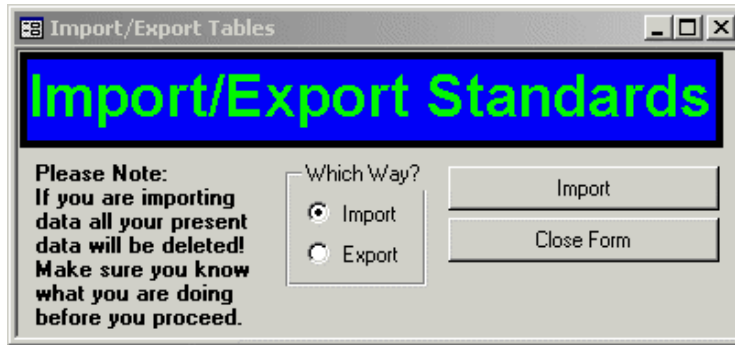 Import/Export Tables
Import/Export Standards
Please Note:
If you are importing
data all your present
data will be deleted!
Make sure you know
what you are doing
before you proceed.
Which Way?
Import
Export
Import
Close Form